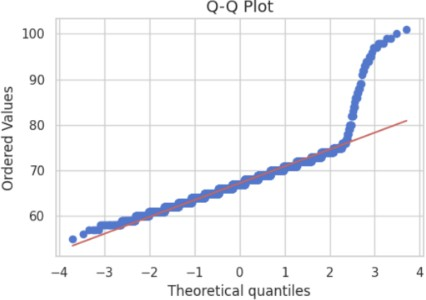 Q-Q Plot
100
90
80
70
60
Ordered Values
−4 −3 −2 −1 0 1 2 3 4
Theoretical quantiles